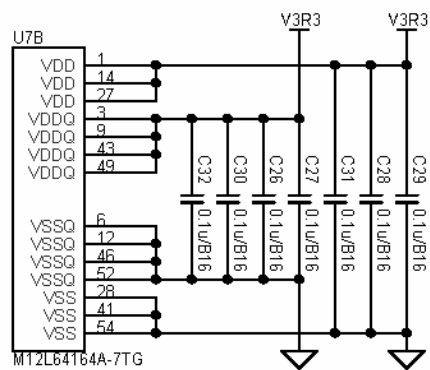 V3R3 V3R3
U7B
VDD 1
VDD 14
VDD 27
VDDQ 3
VDDQ 9
VDDQ 43
VDDQ 49
C32 C30 C26 C27 C31 C28 C29
0.1u/B16 0.1u/B16 0.1u/B16 0.1u/B16 0.1u/B16 0.1u/B16 0.1u/B16
VSSQ 6
VSSQ 12
VSSQ 46
VSSQ 52
VSS 28
VSS 41
VSS 54
M12L64164A-7TG